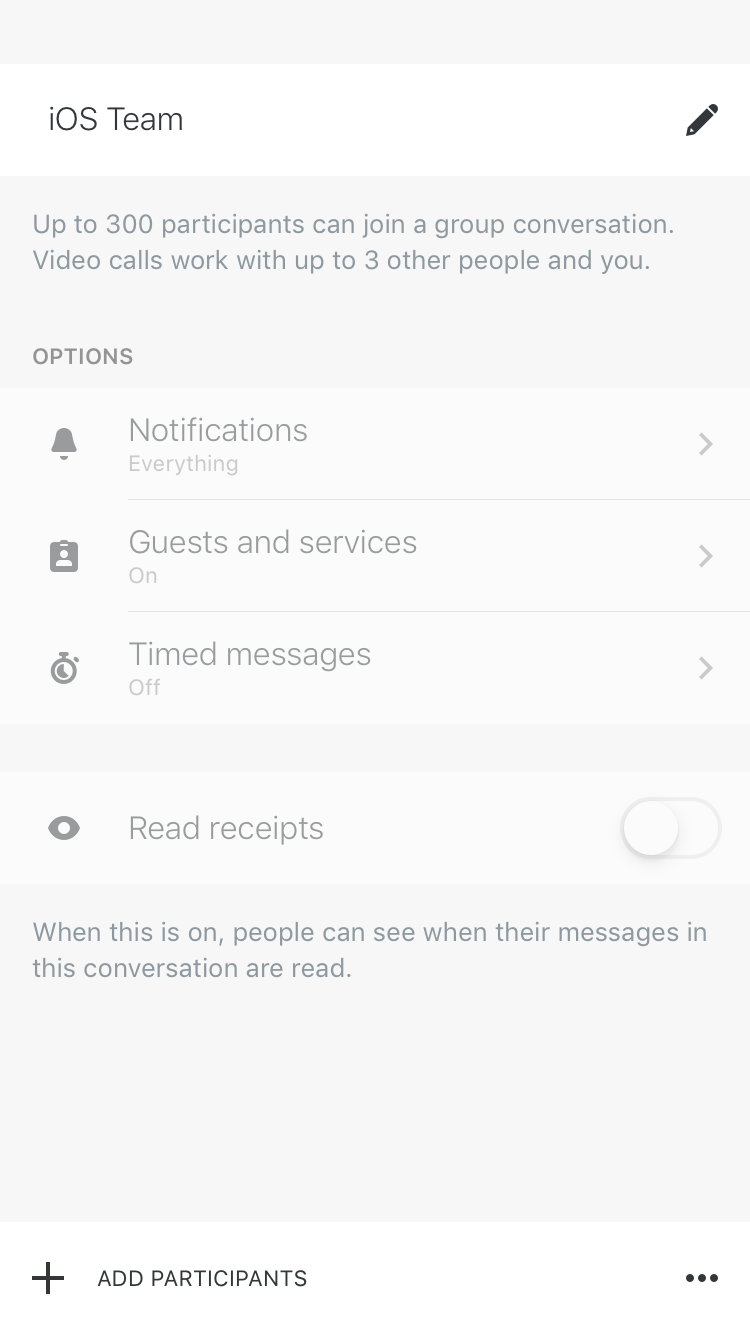 iOS Team
Up to 300 participants can join a group conversation.
Video calls work with up to 3 other people and you.
OPTIONS
Notifications
Everything
Guests and services
On
Timed messages
Off
Read receipts
When this is on, people can see when their messages in
this conversation are read.
ADD PARTICIPANTS